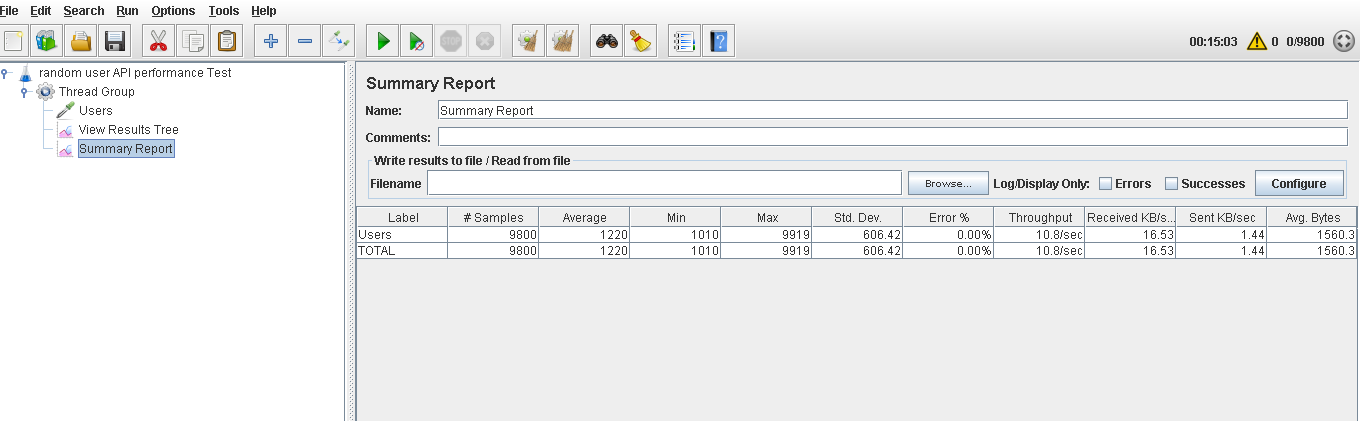 File Edit Search Run Options Tools Help
00:15:03 0 0/9800
random user API performance Test
Thread Group
Users
View Results Tree
Summary Report
Summary Report
Name: Summary Report
Comments:
Write results to file / Read from file
Filename Browse... Log/Display Only: Errors Successes Configure
Label # Samples Average Min Max Std. Dev. Error % Throughput Received KB/s... Sent KB/sec Avg. Bytes
Users 9800 1220 1010 9919 606.42 0.00% 10.8/sec 16.53 1.44 1560.3
TOTAL 9800 1220 1010 9919 606.42 0.00% 10.8/sec 16.53 1.44 1560.3